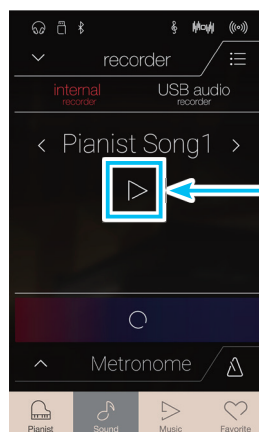 recorder
internal
recorder
USB audio
recorder
< Pianist Song1 >
Metronome
Pianist
Sound
Music
Favorite